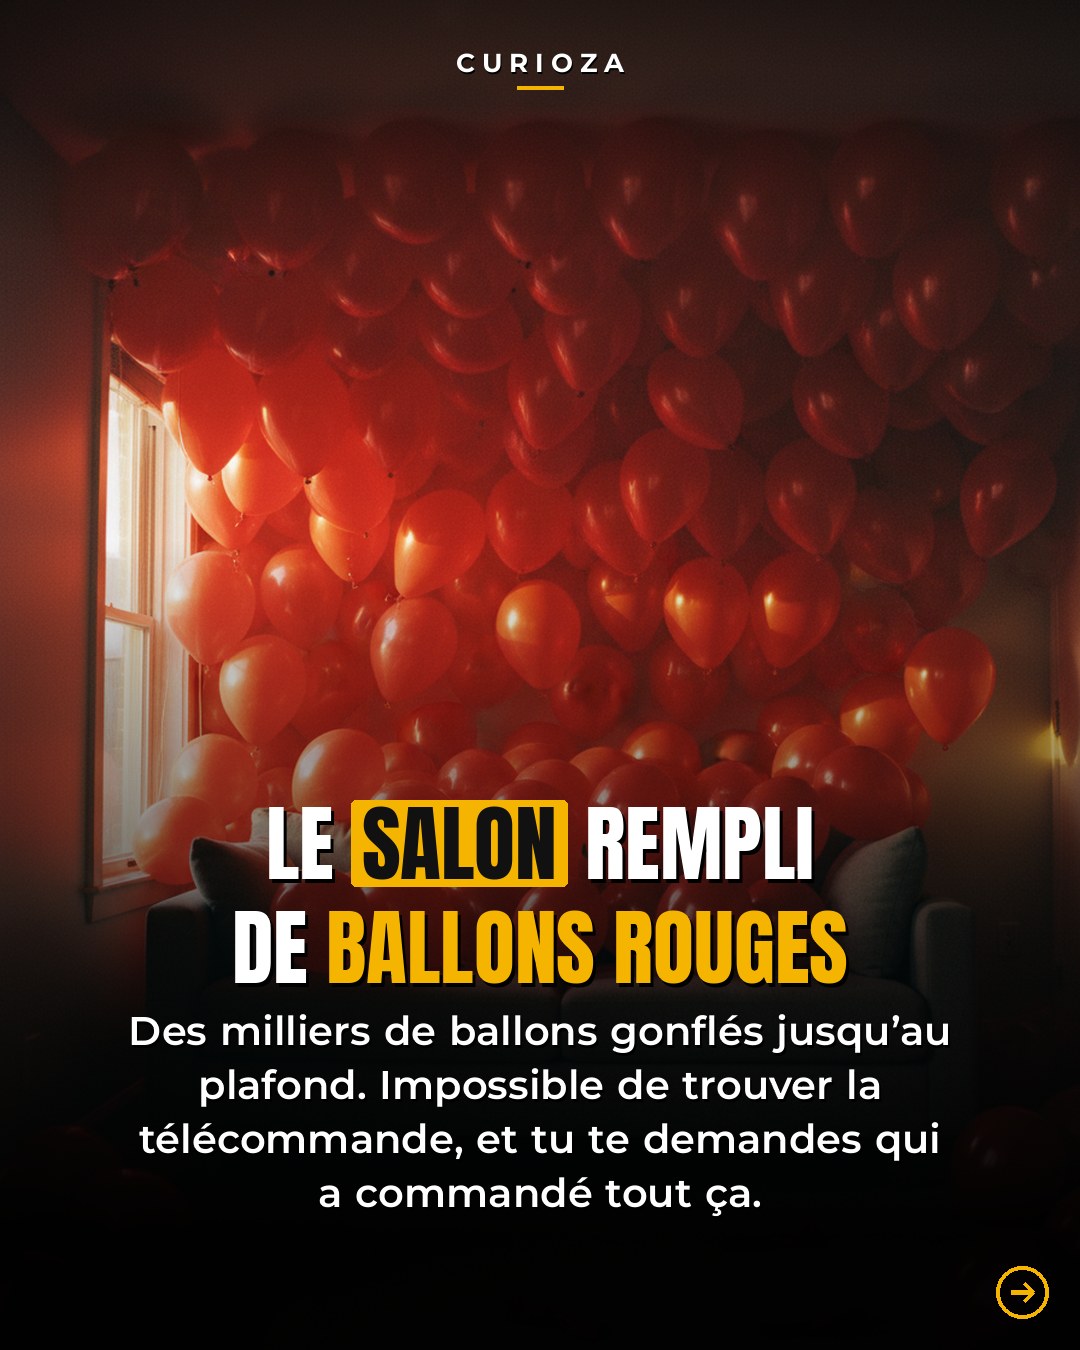 CURIOZA
LE SALON REMPLI
DE BALLONS ROUGES
Des milliers de ballons gonflés jusqu’au
plafond. Impossible de trouver la
télécommande, et tu te demandes qui
a commandé tout ça.